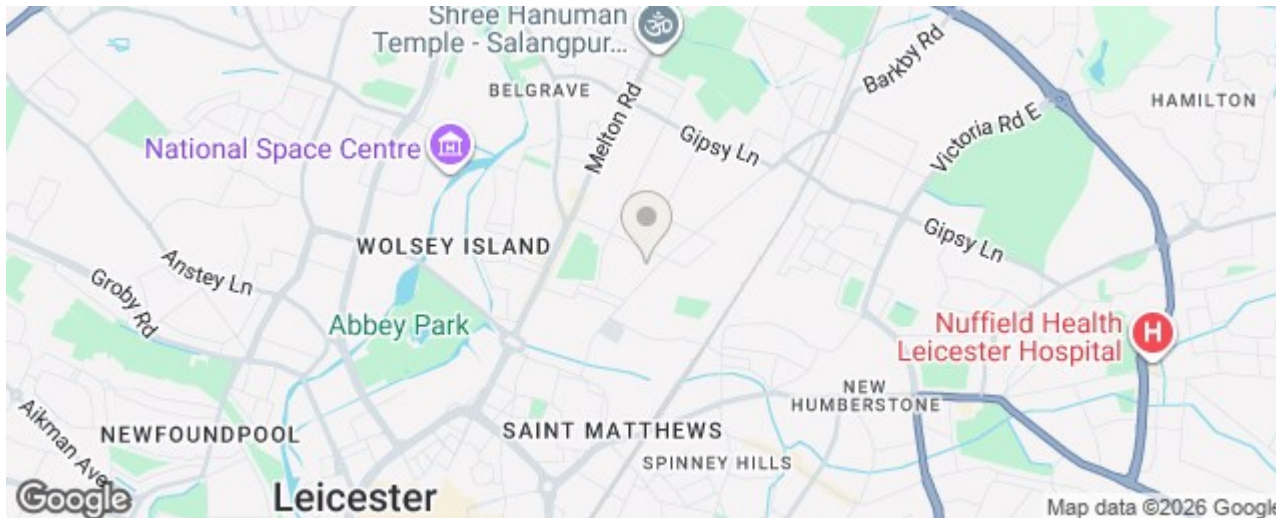 Shree Hanuman
Temple - Salangpur...
BELGRAVE
Melton Rd
Barkby Rd
HAMILTON
Victoria Rd E
Gipsy Ln
National Space Centre
WOLSEY ISLAND
Gipsy Ln
Anstey Ln
Groby Rd
Abbey Park
Nuffield Health
Leicester Hospital
H
NEW
HUMBERSTONE
Aikman Ave
NEWFOUNDPOOL
SAINT MATTHEWS
SPINNEY HILLS
Leicester
Google
Map data ©2026 Google